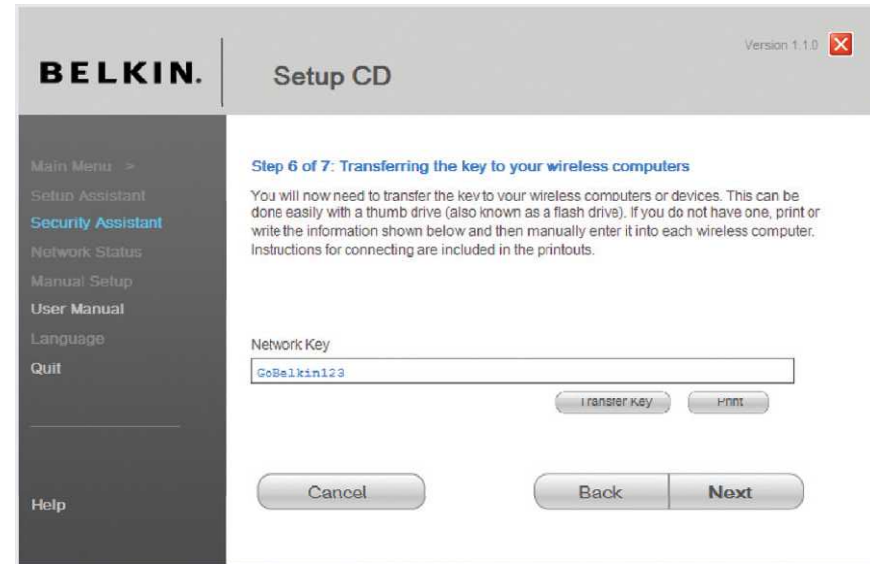 BELKIN.
Setup CD
Version 1.1.0
Main Menu >
Setup Assistant
Security Assistant
Network Status
Manual Setup
User Manual
Language
Quit
Help
Step 6 of 7: Transferring the key to your wireless computers
You will now need to transfer the key to your wireless computers or devices. This can be
done easily with a thumb drive (also known as a flash drive). If you do not have one, print or
write the information shown below and then manually enter it into each wireless computer.
Instructions for connecting are included in the printouts.
Network Key
GoBelkin123
Transfer Key
Print
Cancel
Back
Next